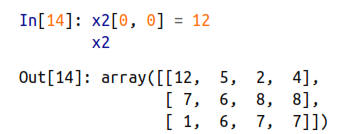 In[14]: x2[0, 0] = 12
        x2
Out[14]: array([[12,  5,  2,  4],
                [ 7,  6,  8,  8],
                [ 1,  6,  7,  7]])